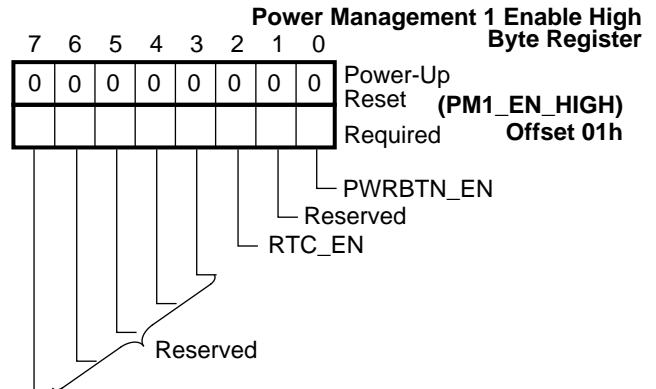 Power Management 1 Enable High
Byte Register
7 6 5 4 3 2 1 0
0 0 0 0 0 0 0 0
Power-Up
Reset
(PM1_EN_HIGH)
Required
Offset 01h
PWRBTN_EN
Reserved
RTC_EN
Reserved